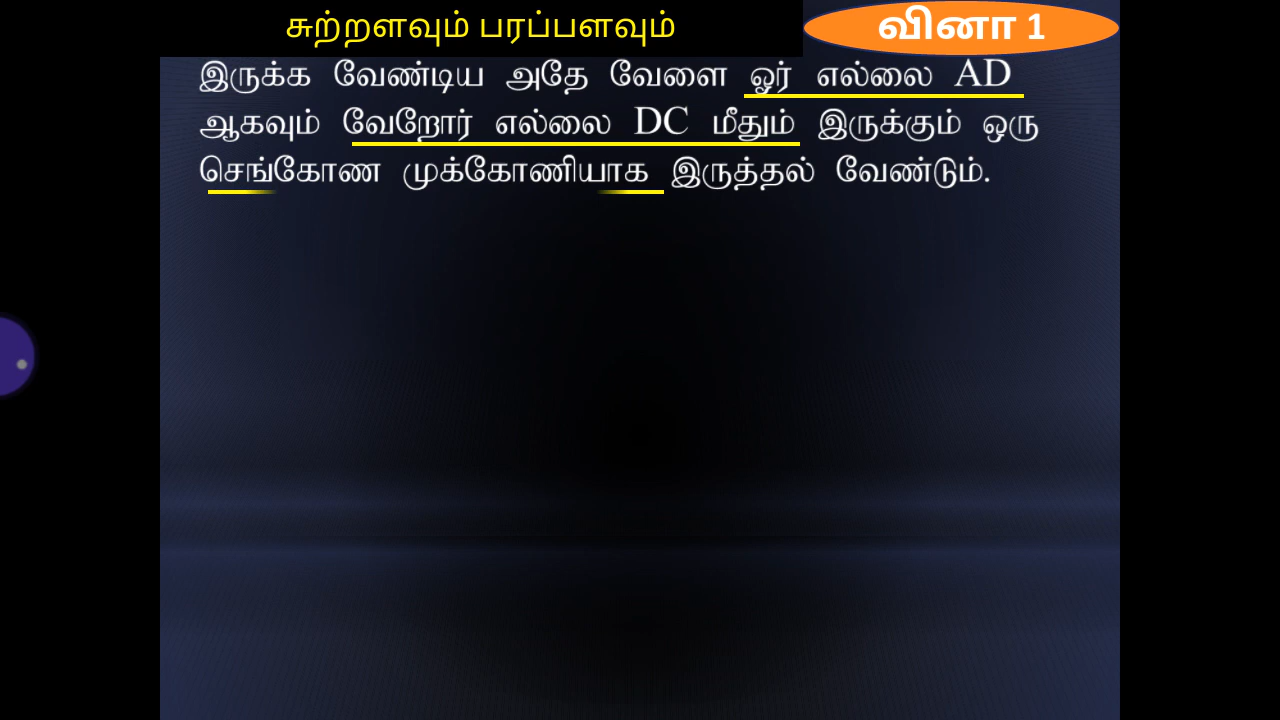 சுற்றளவும் பரப்பளவும்
வினா 1
இருக்க வேண்டிய அதே வேளை ஓர் எல்லை AD
ஆகவும் வேறோர் எல்லை DC மீதும் இருக்கும் ஒரு
செங்கோண முக்கோணியாக இருத்தல் வேண்டும்.